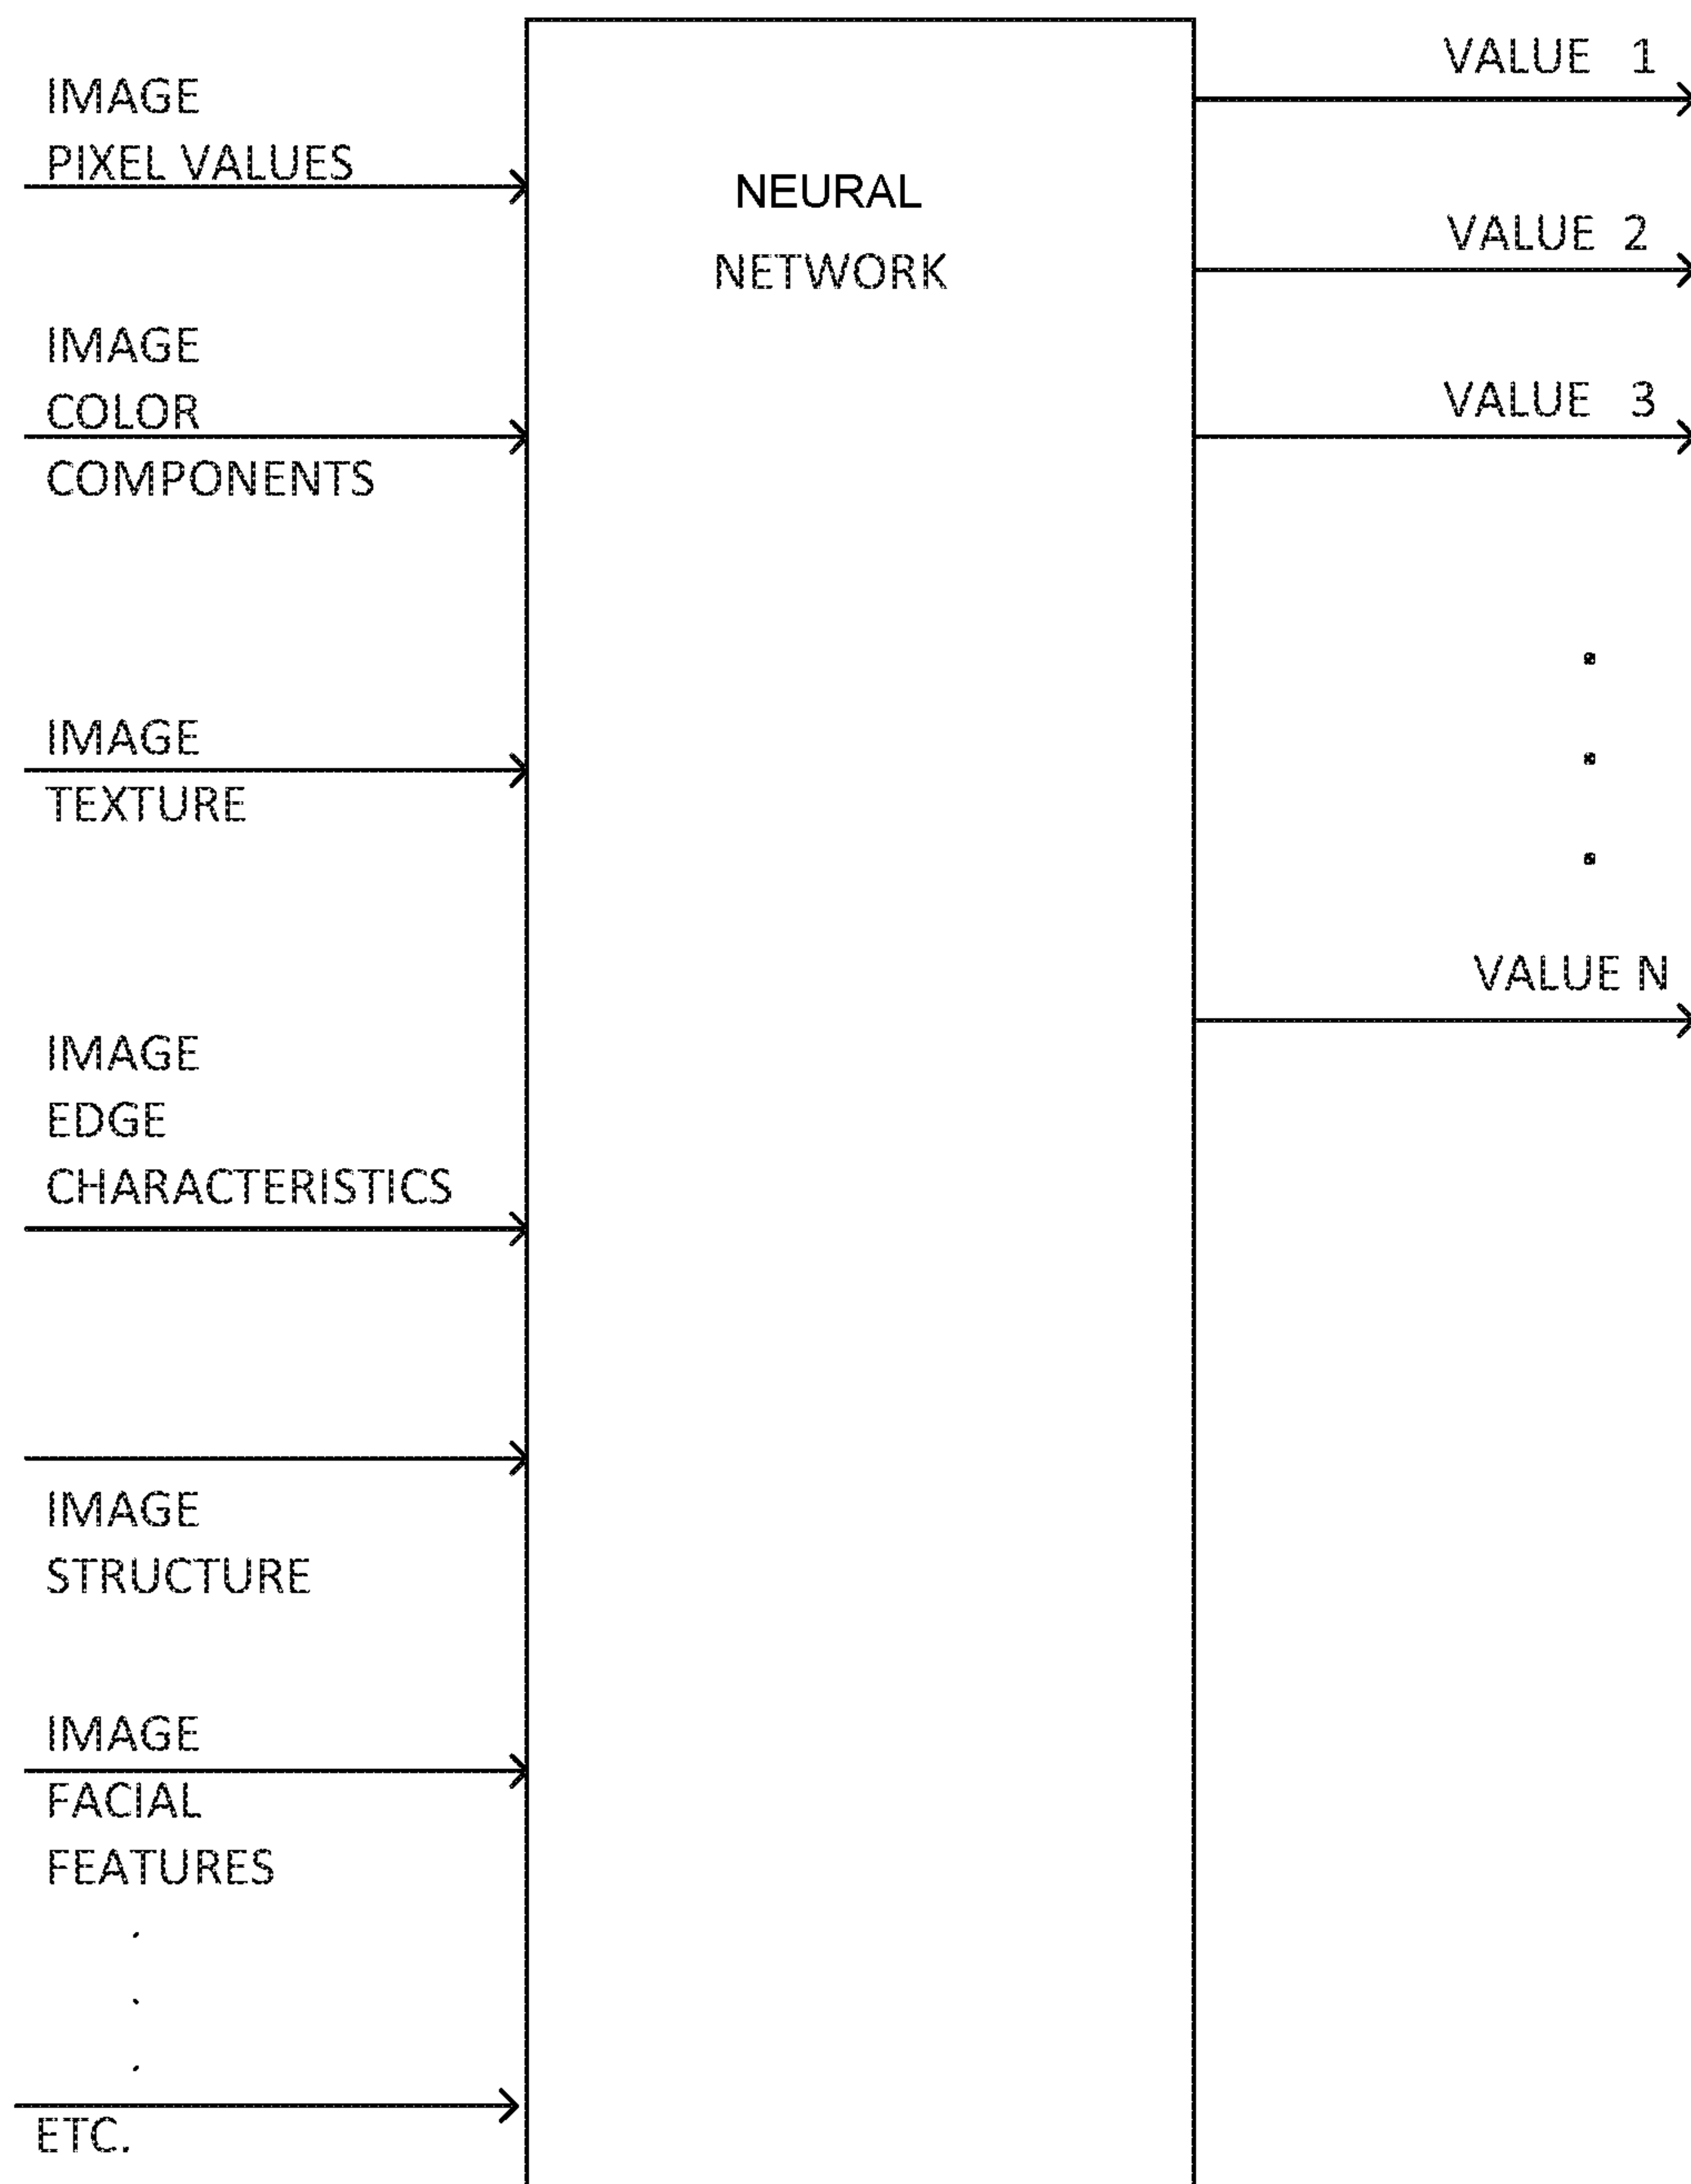 IMAGE
PIXEL VALUES
IMAGE
COLOR
COMPONENTS
IMAGE
TEXTURE
IMAGE
EDGE
CHARACTERISTICS
IMAGE
STRUCTURE
IMAGE
FACIAL
FEATURES
.
.
.
ETC.
NEURAL
NETWORK
VALUE 1
VALUE 2
VALUE 3
.
.
.
VALUE N